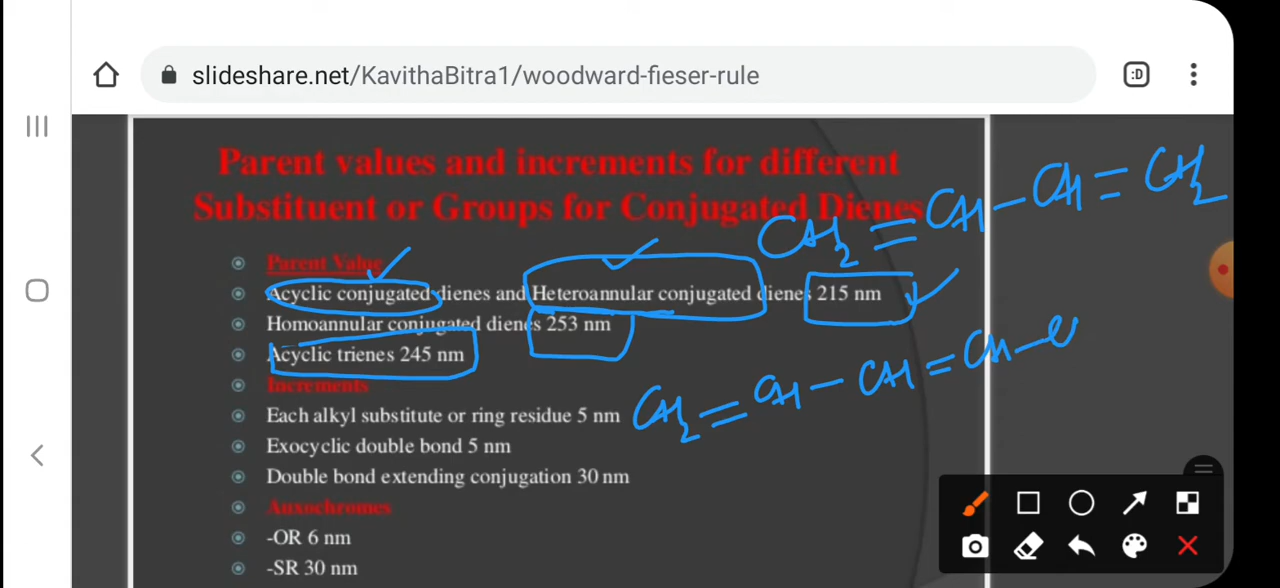 slideshare.net/KavithaBitra1/woodward-fieser-rule
:D
Parent values and increments for different
Substituent or Groups for Conjugated Dienes
CH2=CH-CH=CH2
Parent Value
Acyclic conjugated dienes and Heteroannular conjugated dienes 215 nm
Homoannular conjugated dienes 253 nm
Acyclic trienes 245 nm
CH2=CH-CH=CH-C
Increments
Each alkyl substitute or ring residue 5 nm
Exocyclic double bond 5 nm
Double bond extending conjugation 30 nm
Auxochromes
-OR 6 nm
-SR 30 nm